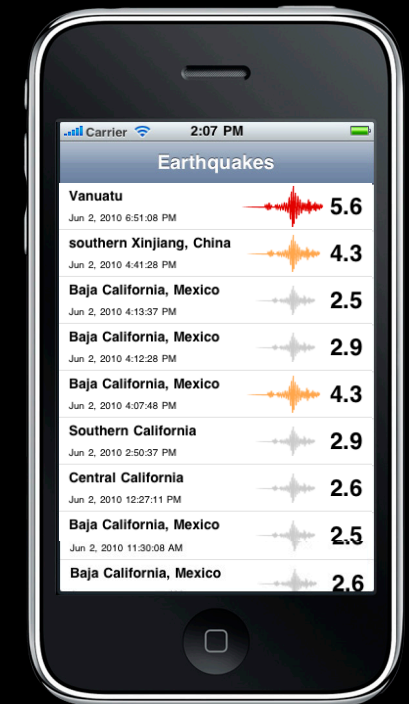 Carrier 2:07 PM
Earthquakes
Vanuatu
Jun 2, 2010 6:51:08 PM
5.6
southern Xinjiang, China
Jun 2, 2010 4:41:28 PM
4.3
Baja California, Mexico
Jun 2, 2010 4:13:37 PM
2.5
Baja California, Mexico
Jun 2, 2010 4:12:28 PM
2.9
Baja California, Mexico
Jun 2, 2010 4:07:48 PM
4.3
Southern California
Jun 2, 2010 2:50:37 PM
2.9
Central California
Jun 2, 2010 12:27:11 PM
2.6
Baja California, Mexico
Jun 2, 2010 11:30:08 AM
2.5
Baja California, Mexico
2.6